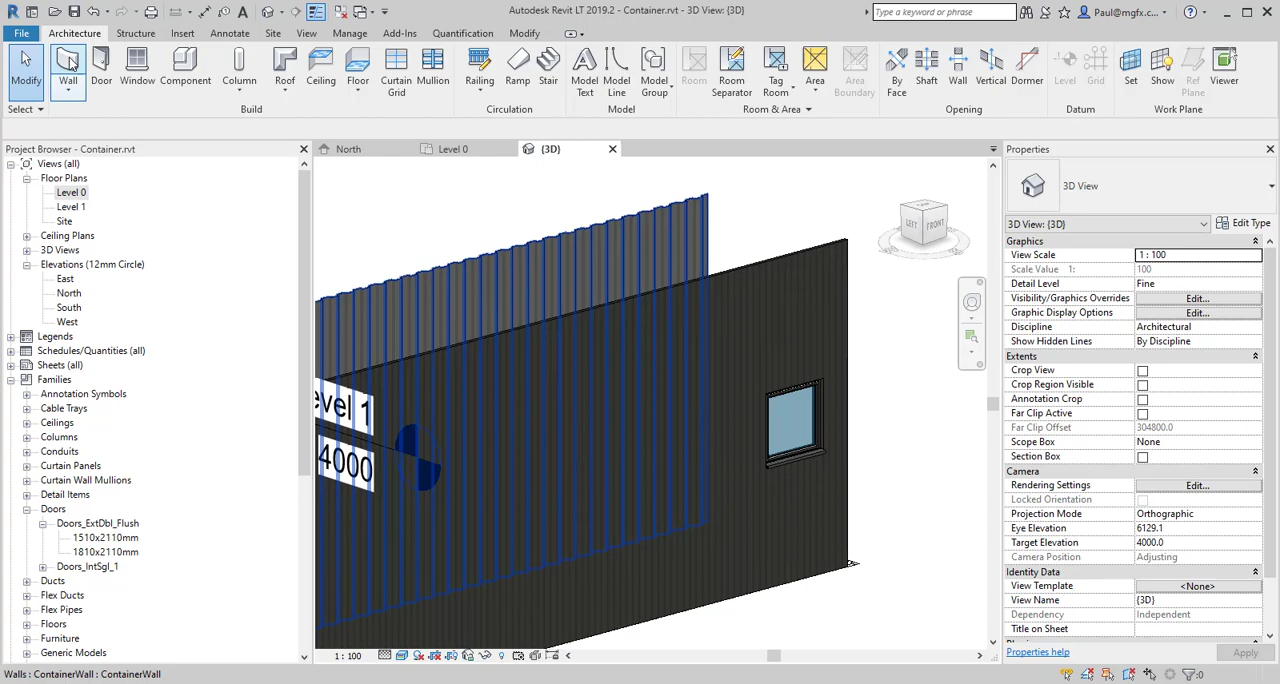 Autodesk Revit LT 2019.2 - Container.rvt - 3D View: {3D}
Type a keyword or phrase
Paul@mgfx.c...
File
Architecture
Structure
Insert
Annotate
Site
View
Manage
Add-Ins
Quantification
Modify
Modify
Wall
Door
Window
Component
Column
Roof
Ceiling
Floor
Curtain
Grid
Mullion
Railing
Ramp
Stair
Model
Text
Model
Line
Model
Group
Room
Room
Separator
Tag
Room
Area
Area
Boundary
By
Face
Shaft
Wall
Vertical
Dormer
Level
Grid
Set
Show
Ref
Plane
Viewer
Select
Build
Circulation
Model
Room & Area
Opening
Datum
Work Plane
Project Browser - Container.rvt
Views (all)
Floor Plans
Level 0
Level 1
Site
Ceiling Plans
3D Views
Elevations (12mm Circle)
East
North
South
West
Legends
Schedules/Quantities (all)
Sheets (all)
Families
Annotation Symbols
Cable Trays
Ceilings
Columns
Conduits
Curtain Panels
Curtain Wall Mullions
Detail Items
Doors
Doors_ExtDbl_Flush
1510x2110mm
1810x2110mm
Doors_IntSgl_1
Ducts
Flex Ducts
Flex Pipes
Floors
Furniture
Generic Models
North
Level 0
{3D}
evel 1
4000
LEFT
FRONT
1 : 100
Properties
3D View
3D View: {3D}
Edit Type
Graphics
View Scale
1 : 100
Scale Value 1:
100
Detail Level
Fine
Visibility/Graphics Overrides
Edit...
Graphic Display Options
Edit...
Discipline
Architectural
Show Hidden Lines
By Discipline
Extents
Crop View
Crop Region Visible
Annotation Crop
Far Clip Active
Far Clip Offset
304800.0
Scope Box
None
Section Box
Camera
Rendering Settings
Edit...
Locked Orientation
Projection Mode
Orthographic
Eye Elevation
6129.1
Target Elevation
4000.0
Camera Position
Adjusting
Identity Data
View Template
<None>
View Name
{3D}
Dependency
Independent
Title on Sheet
Properties help
Apply
Walls : ContainerWall : ContainerWall
:0